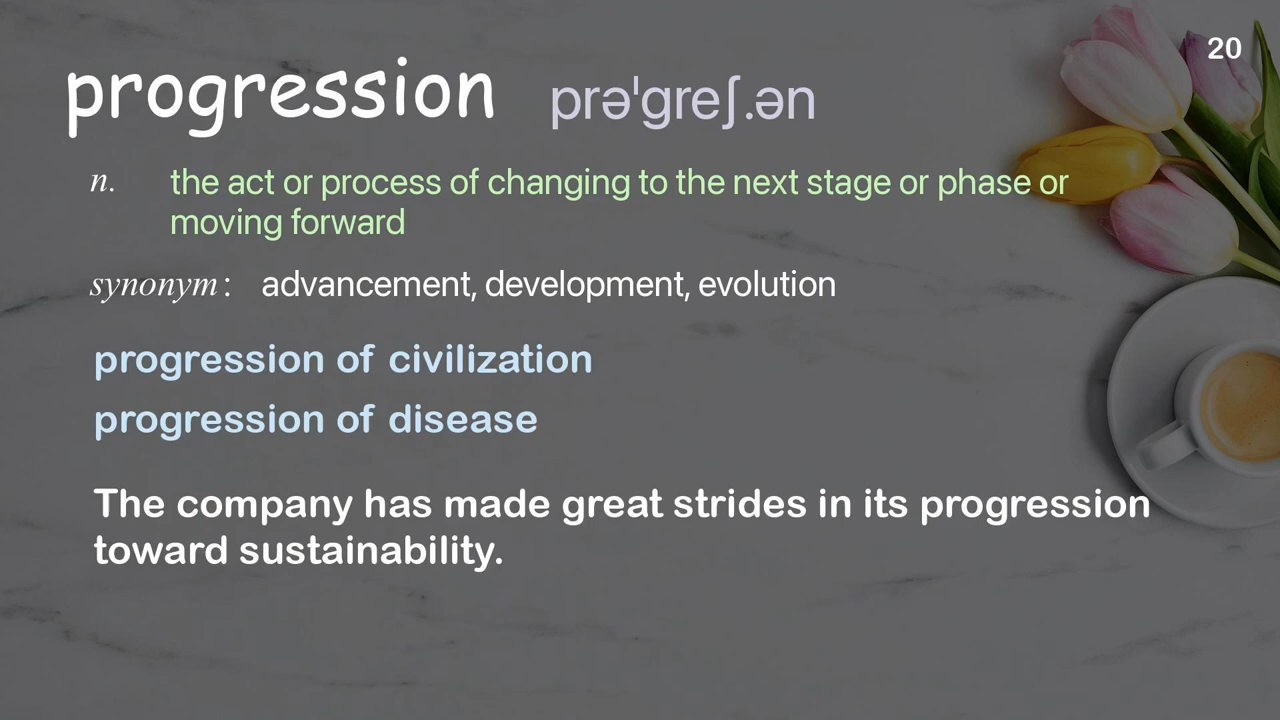 20
progression prəˈɡreʃ.ən
n. the act or process of changing to the next stage or phase or
moving forward
synonym: advancement, development, evolution
progression of civilization
progression of disease
The company has made great strides in its progression
toward sustainability.